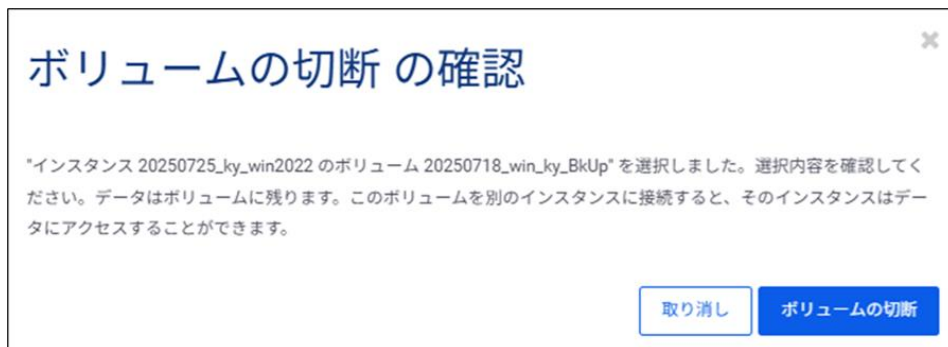 ボリュームの切断 の確認
"インスタンス 20250725_ky_win2022 のボリューム 20250718_win_ky_BkUp" を選択しました。選択内容を確認してく
ださい。データはボリュームに残ります。このボリュームを別のインスタンスに接続すると、そのインスタンスはデー
タにアクセスすることができます。
取り消し ボリュームの切断